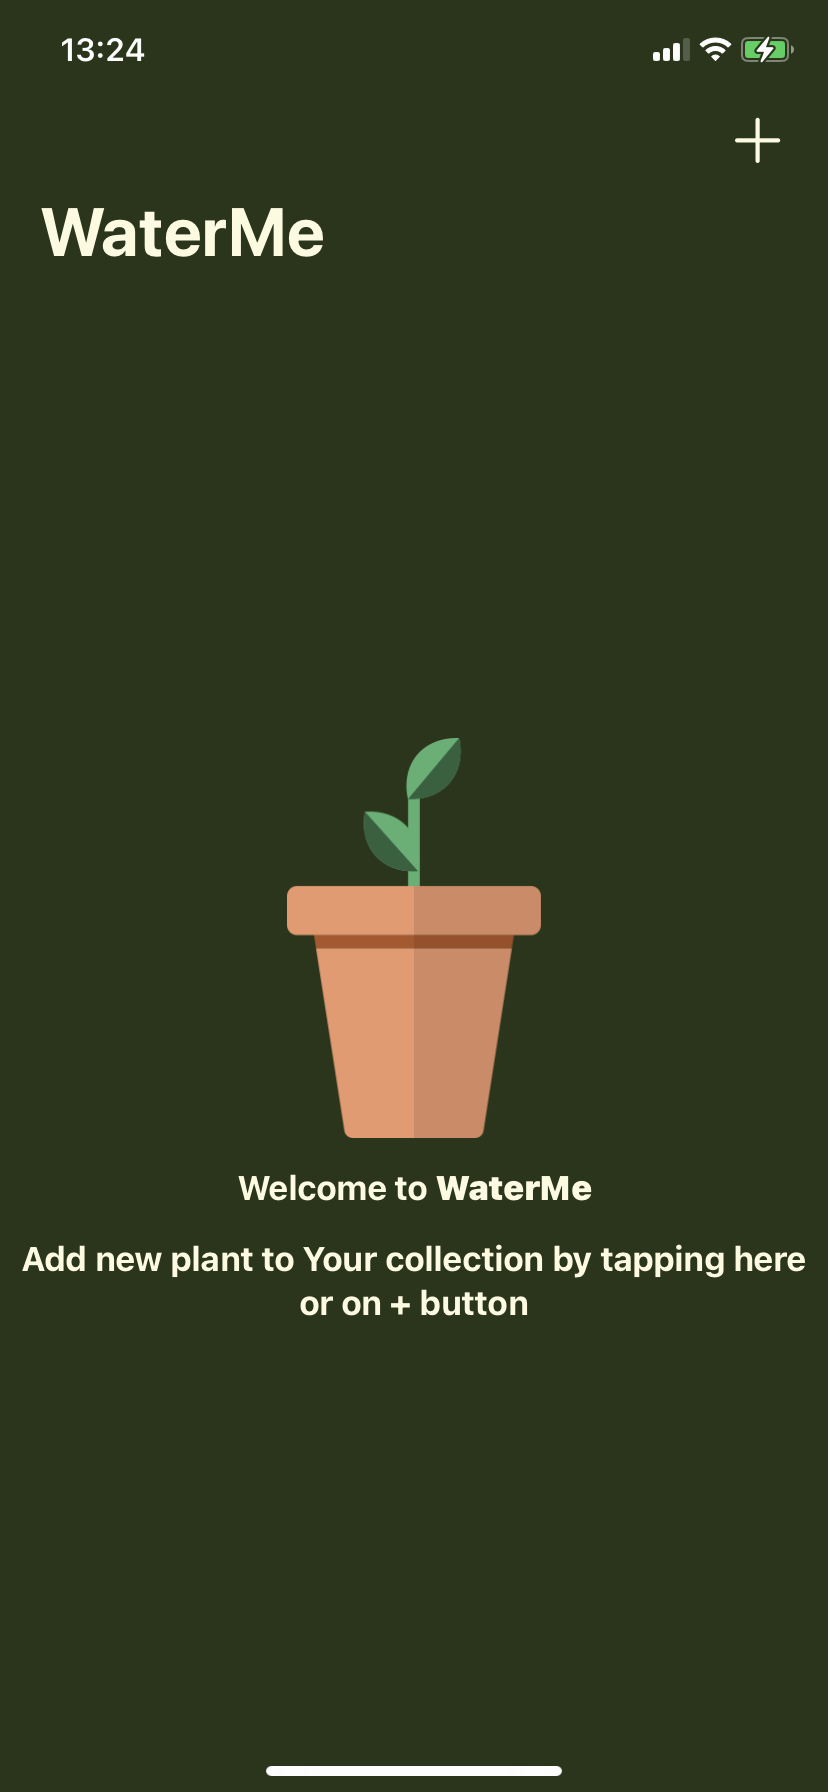 13:24
WaterMe
Welcome to WaterMe
Add new plant to Your collection by tapping here
or on + button